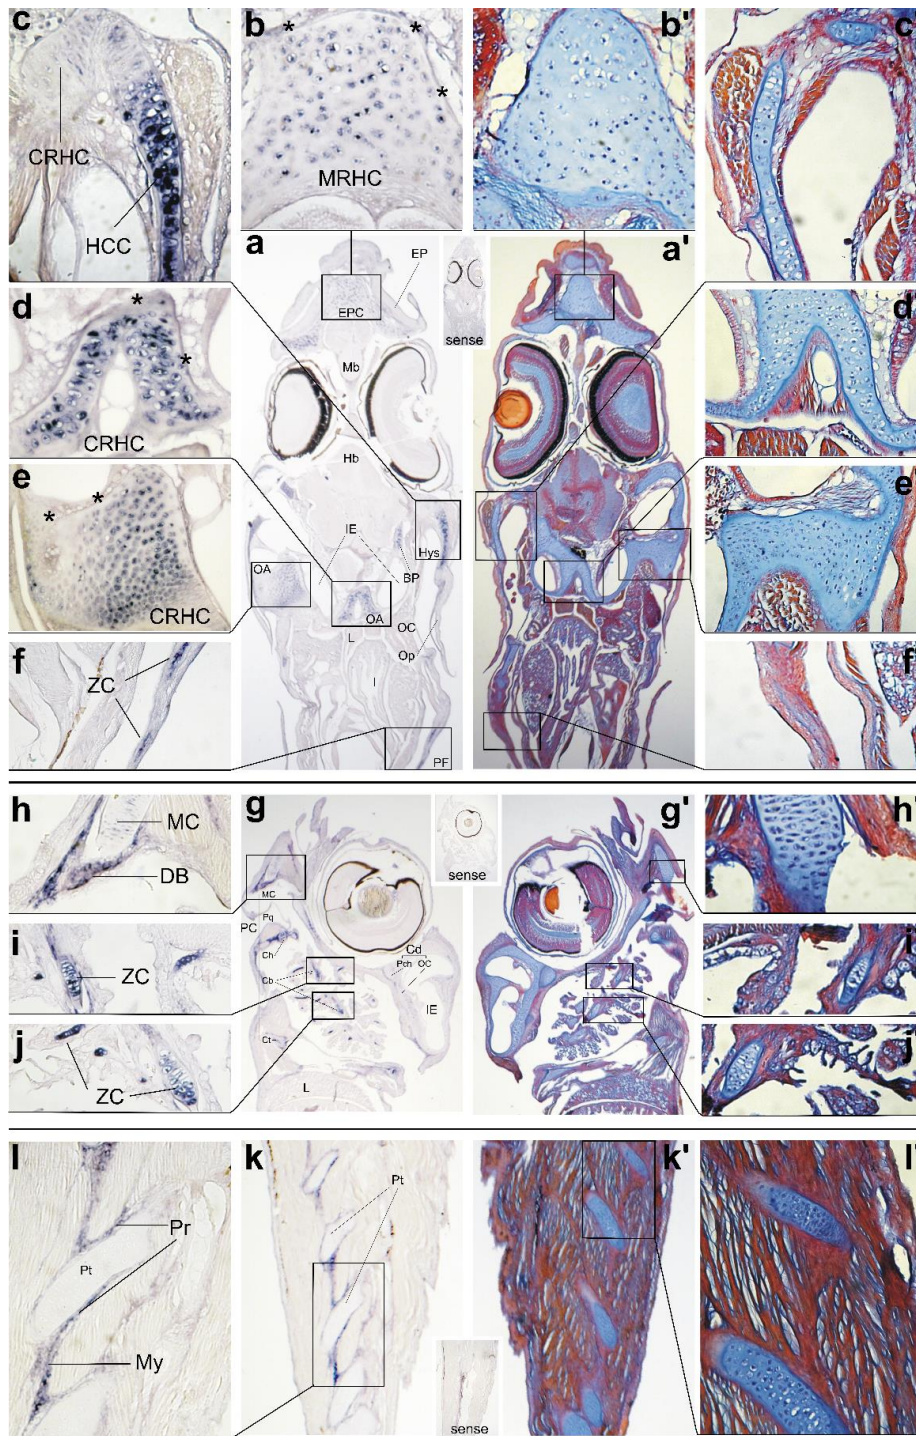 c
CRHC
HCC
b
*
*
*
MRHC
b'
c'
a
EP
EPC
Mb
Hb
sense
a'
d
*
*
CRHC
d'
e
*
*
CRHC
IE
BP
Hys
OA
OA
OC
L
Op
I
PF
e'
f
ZC
f'
h
MC
DB
g
MC
Pq
PC
Ch
Cb
Cd
Pch
OC
IE
Ct
L
sense
g'
h'
i
ZC
i'
j
ZC
j'
l
Pr
Pt
My
k
Pt
sense
k'
l'